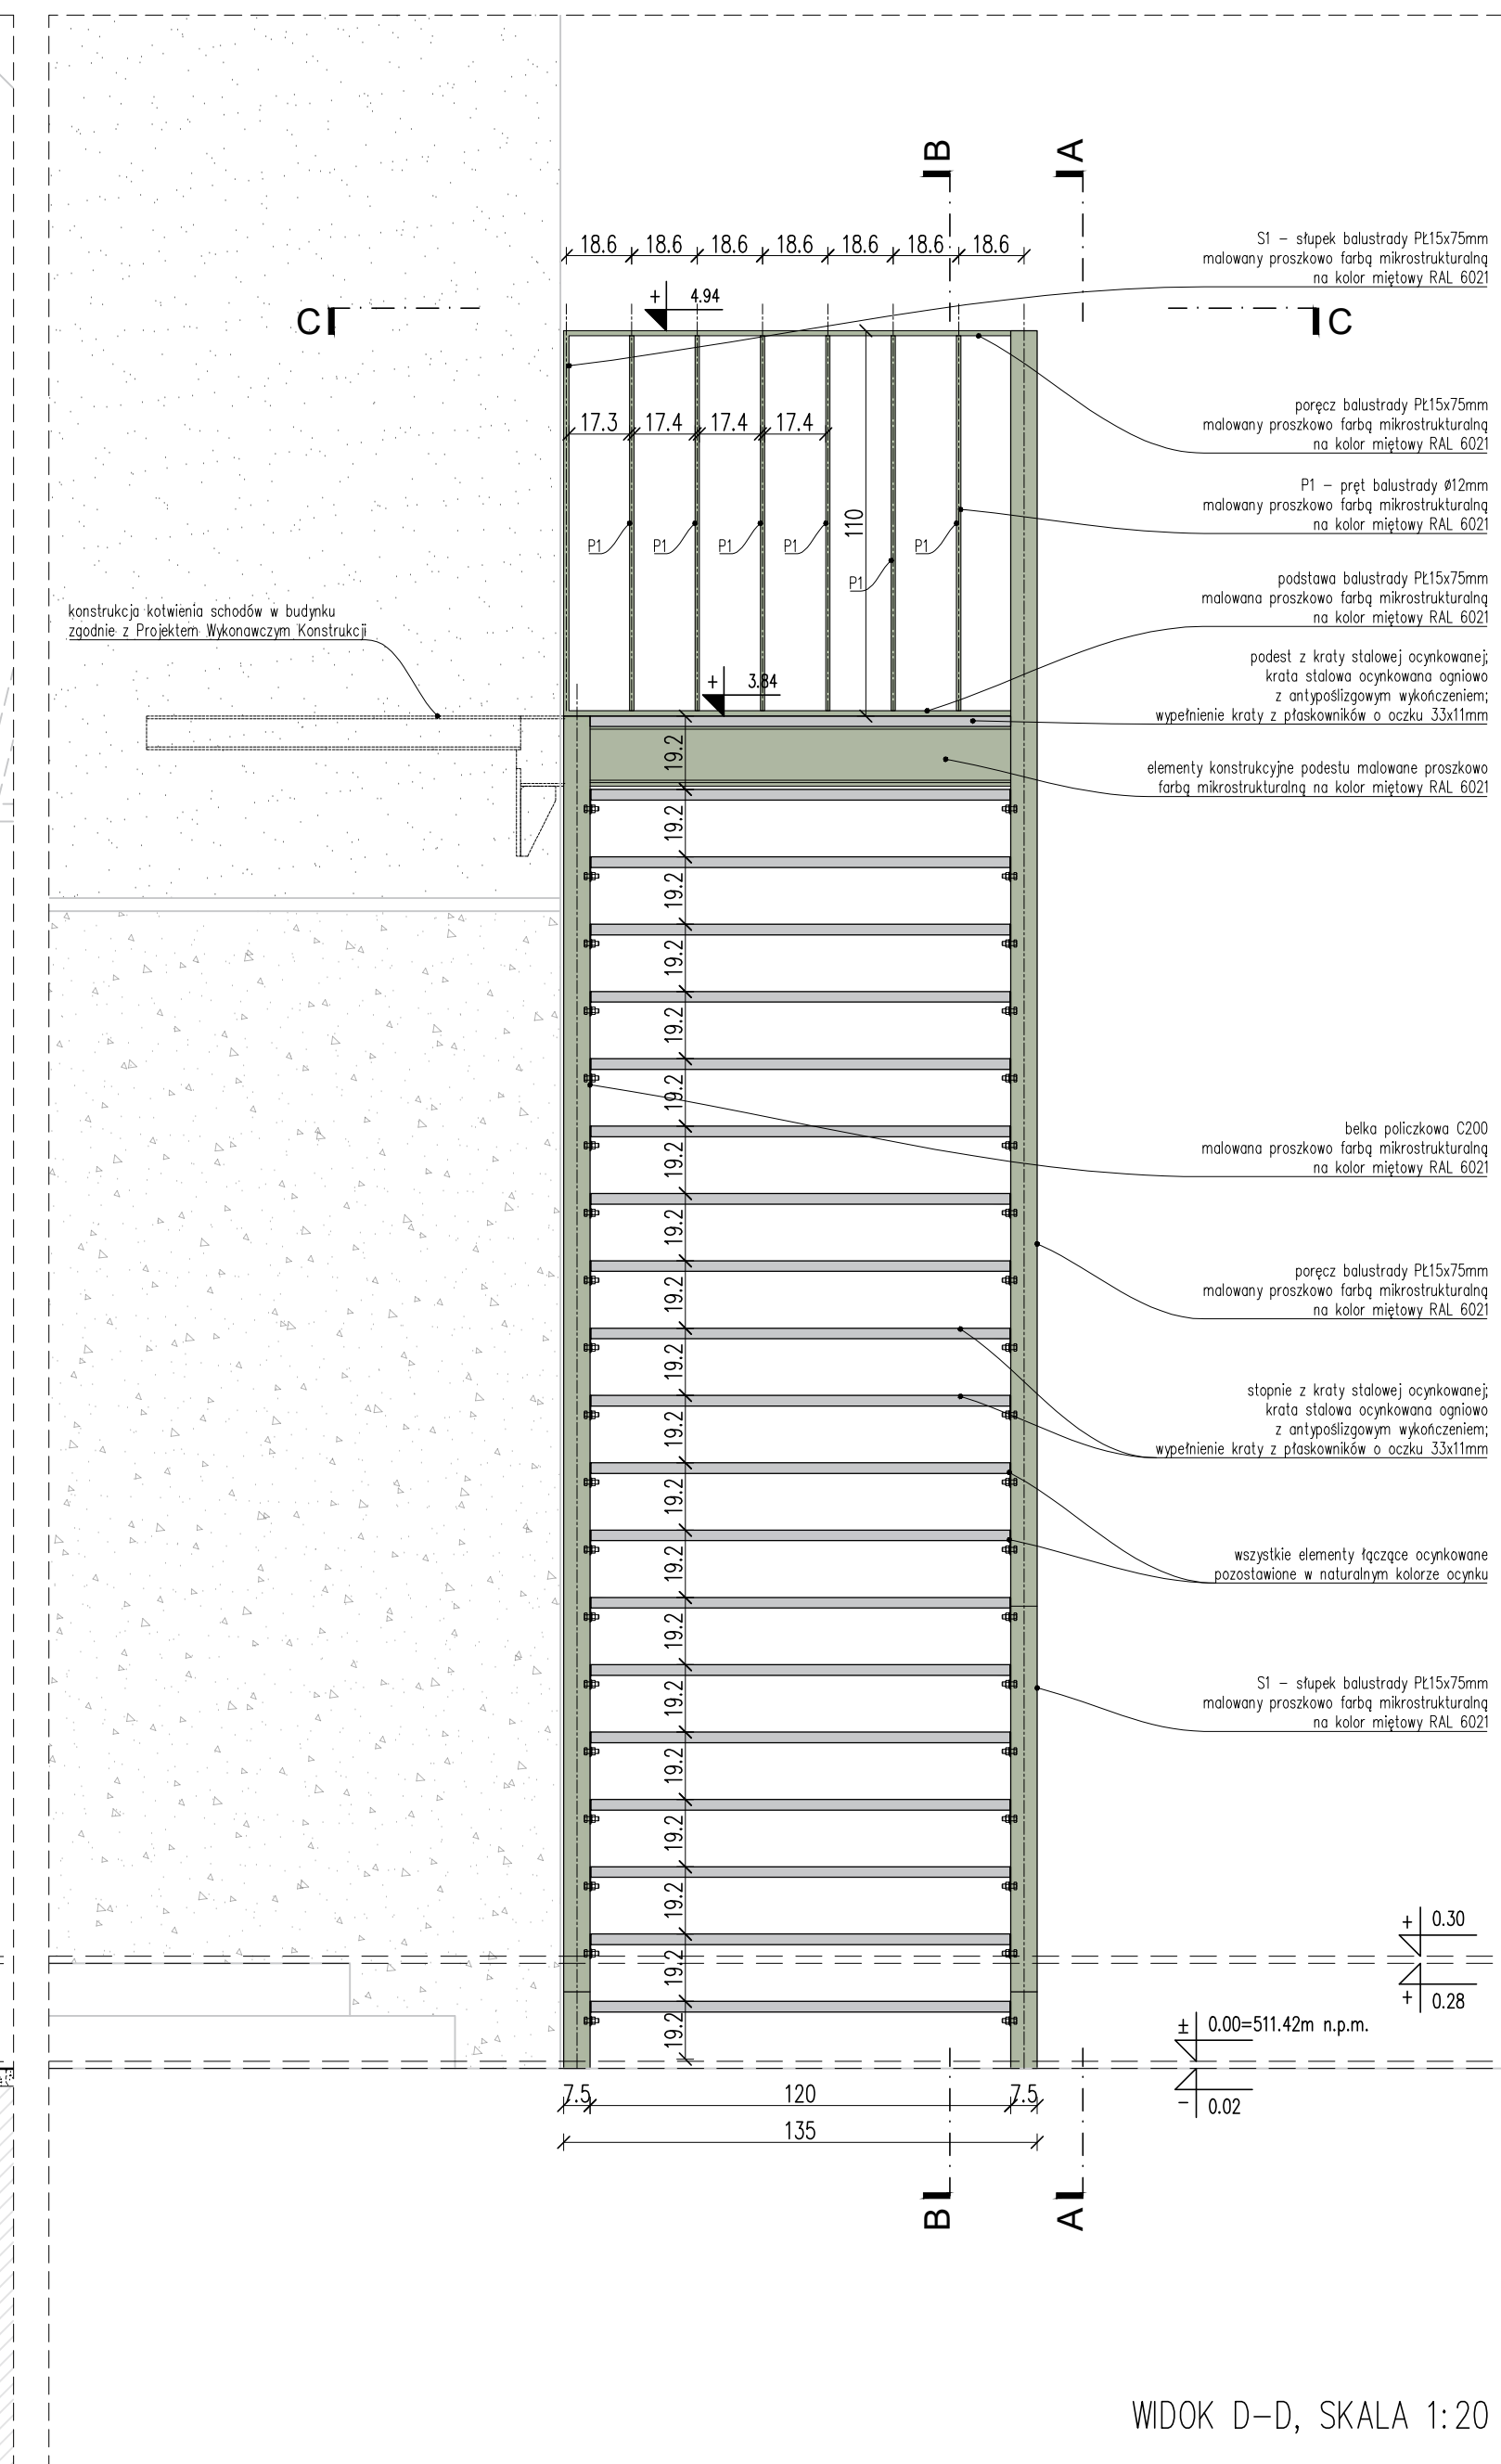 B A
18.6 18.6 18.6 18.6 18.6 18.6 18.6
S1 – słupek balustrady PŁ15x75mm
malowany proszkowo farbą mikrostrukturalną
na kolor miętowy RAL 6021
+ 4.94
C C
poręcz balustrady PŁ15x75mm
malowany proszkowo farbą mikrostrukturalną
na kolor miętowy RAL 6021
17.3 17.4 17.4 17.4
P1 – pręt balustrady Ø12mm
malowany proszkowo farbą mikrostrukturalną
na kolor miętowy RAL 6021
110
P1 P1 P1 P1 P1 P1
podstawa balustrady PŁ15x75mm
malowana proszkowo farbą mikrostrukturalną
na kolor miętowy RAL 6021
konstrukcja kotwienia schodów w budynku
zgodnie z Projektem Wykonawczym Konstrukcji
podest z kraty stalowej ocynkowanej;
krata stalowa ocynkowana ogniowo
z antypoślizgowym wykończeniem;
wypełnienie kraty z płaskowników o oczku 33x11mm
+ 3.84
elementy konstrukcyjne podestu malowane proszkowo
farbą mikrostrukturalną na kolor miętowy RAL 6021
19.2
19.2
19.2
19.2
19.2
19.2
belka policzkowa C200
malowana proszkowo farbą mikrostrukturalną
na kolor miętowy RAL 6021
19.2
19.2
19.2
poręcz balustrady PŁ15x75mm
malowany proszkowo farbą mikrostrukturalną
na kolor miętowy RAL 6021
19.2
stopnie z kraty stalowej ocynkowanej;
krata stalowa ocynkowana ogniowo
z antypoślizgowym wykończeniem;
wypełnienie kraty z płaskowników o oczku 33x11mm
19.2
19.2
wszystkie elementy łączące ocynkowane
pozostawione w naturalnym kolorze ocynku
19.2
19.2
S1 – słupek balustrady PŁ15x75mm
malowany proszkowo farbą mikrostrukturalną
na kolor miętowy RAL 6021
19.2
19.2
19.2
19.2
19.2
19.2
+ 0.30
+ 0.28
± 0.00=511.42m n.p.m.
– 0.02
7.5 120 7.5
135
B A
WIDOK D–D, SKALA 1:20